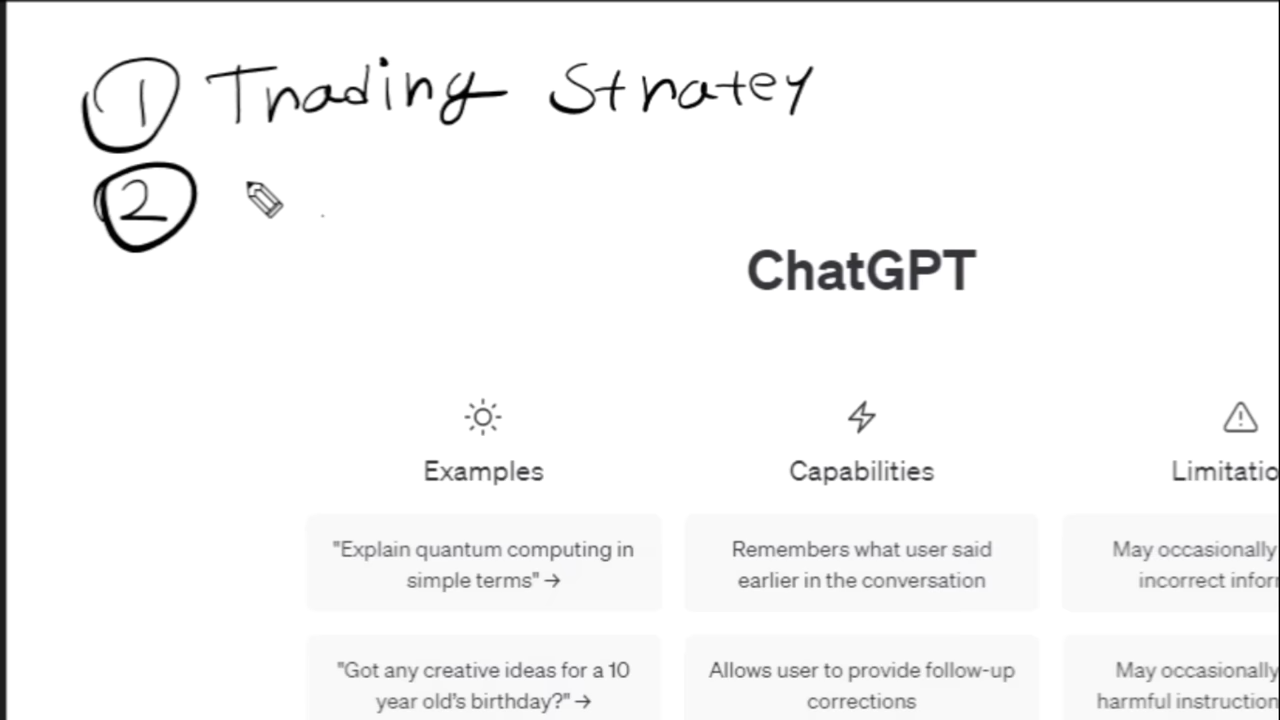 1 Trading Stratey
2
ChatGPT
Examples
Capabilities
Limitatio
"Explain quantum computing in
simple terms" →
Remembers what user said
earlier in the conversation
May occasionally
incorrect infor
"Got any creative ideas for a 10
year old's birthday?" →
Allows user to provide follow-up
corrections
May occasionally
harmful instruction